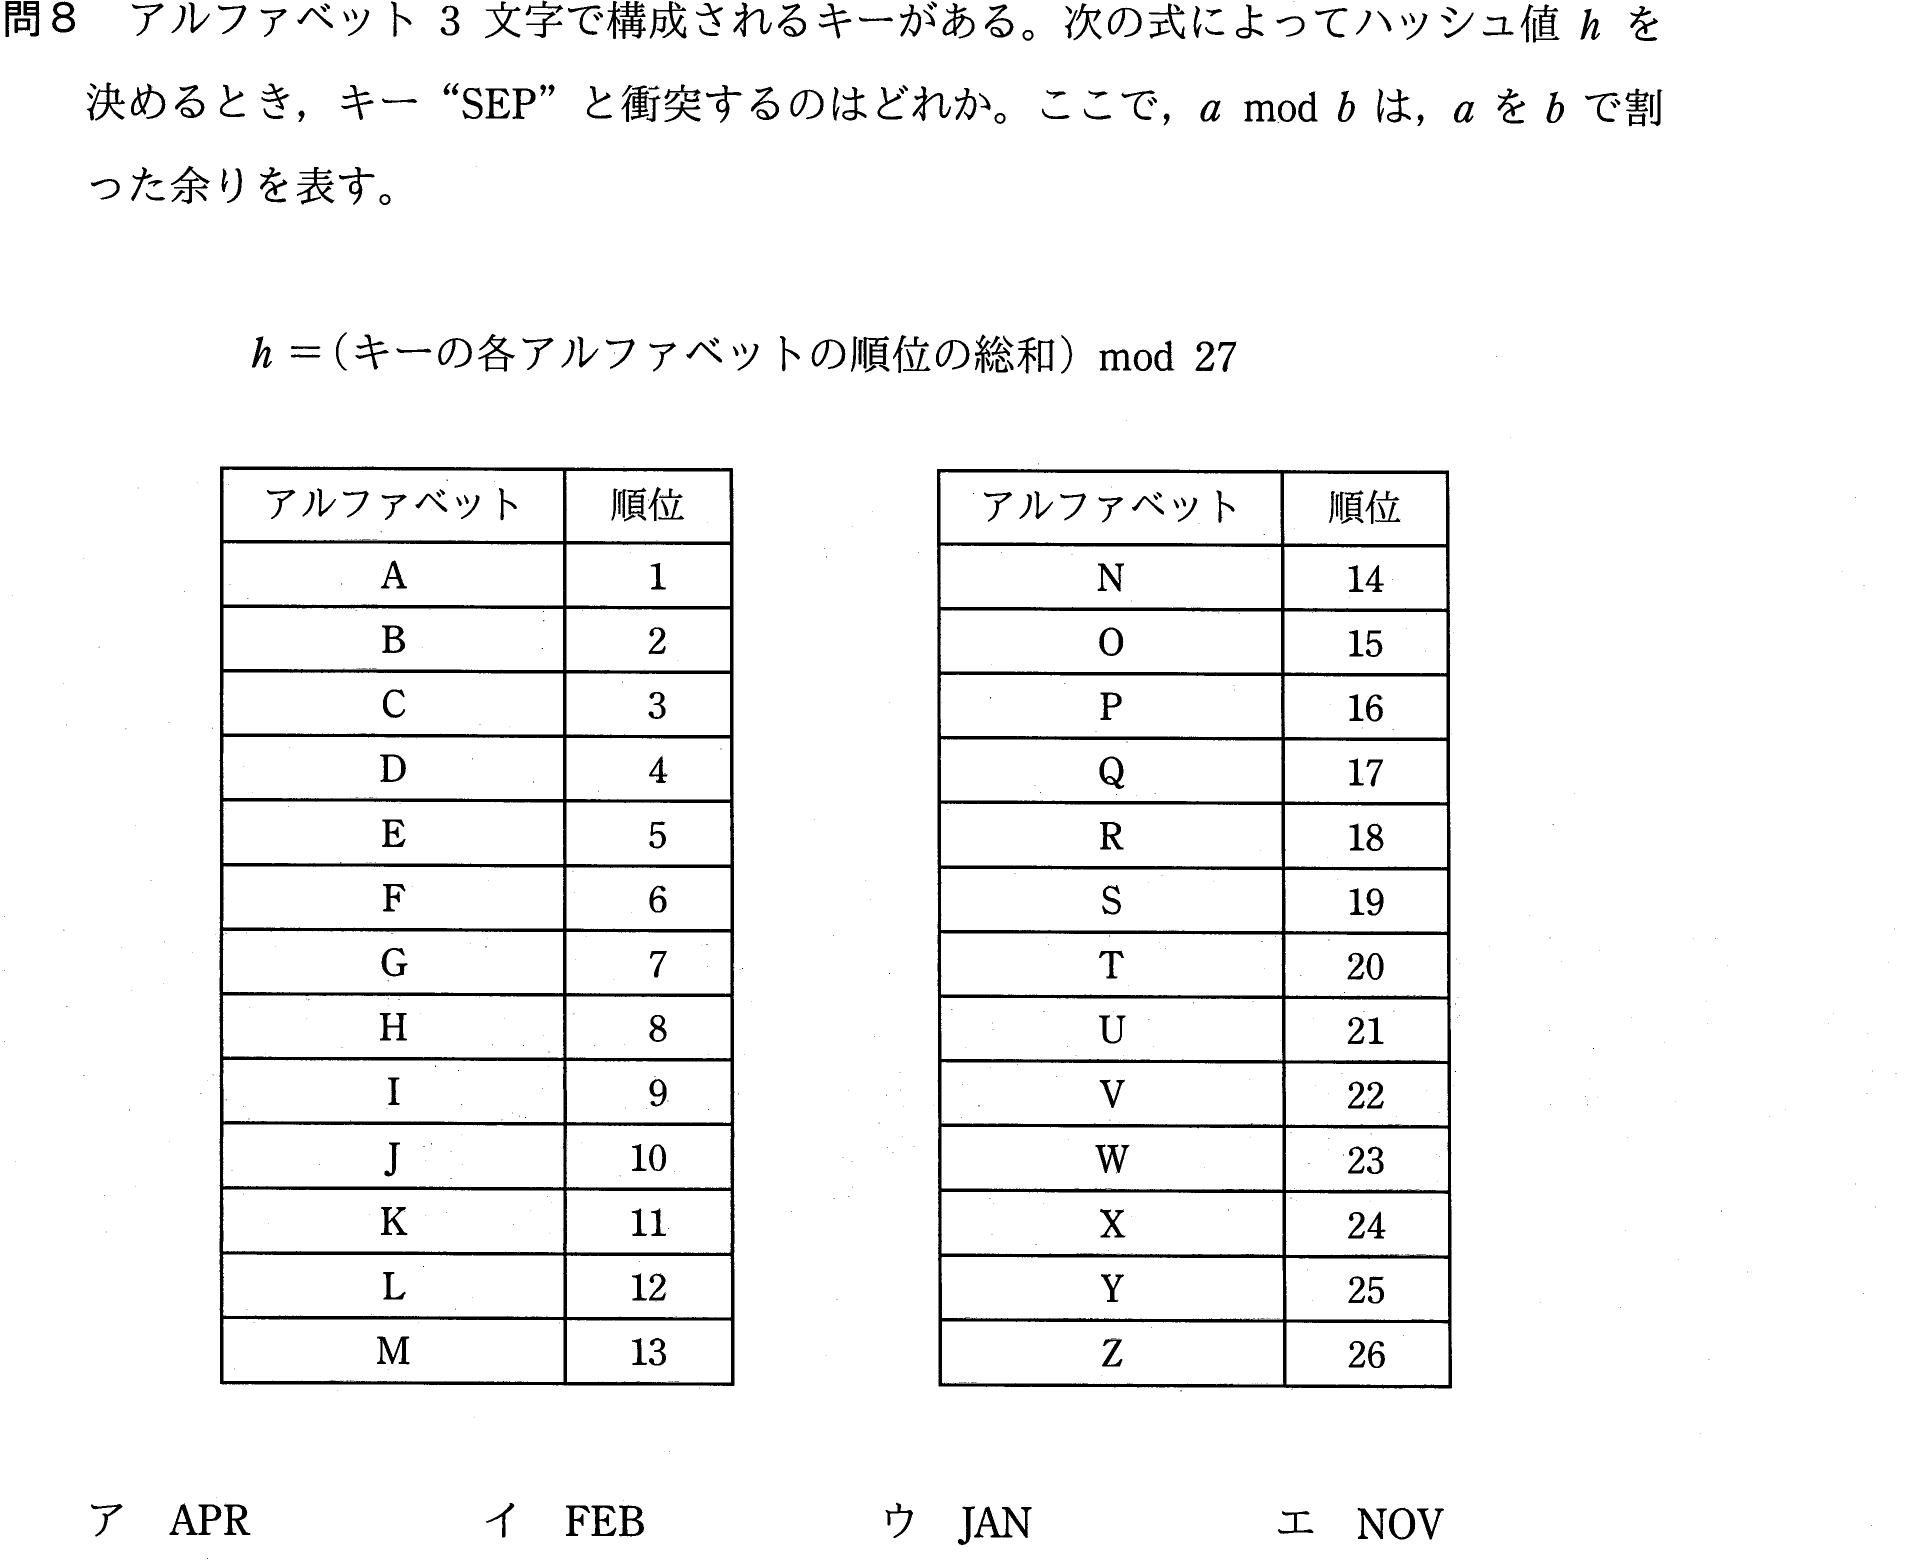 問8 アルファベット 3 文字で構成されるキーがある。次の式によってハッシュ値 h を
決めるとき，キー “SEP” と衝突するのはどれか。ここで，a mod b は，a を b で割
った余りを表す。
h＝(キーの各アルファベットの順位の総和) mod 27
アルファベット 順位
A 1
B 2
C 3
D 4
E 5
F 6
G 7
H 8
I 9
J 10
K 11
L 12
M 13
アルファベット 順位
N 14
O 15
P 16
Q 17
R 18
S 19
T 20
U 21
V 22
W 23
X 24
Y 25
Z 26
ア APR イ FEB ウ JAN エ NOV